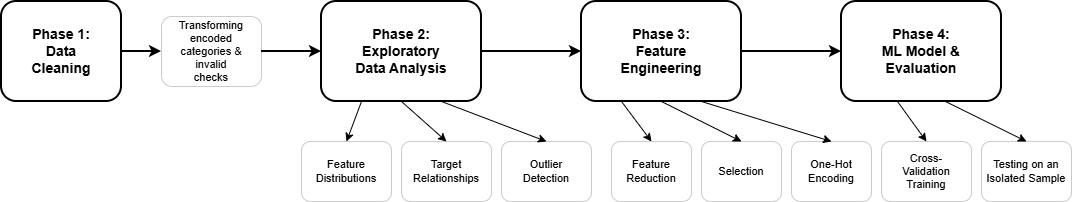 Phase 1:
Data
Cleaning
Transforming
encoded
categories &
invalid
checks
Phase 2:
Exploratory
Data Analysis
Phase 3:
Feature
Engineering
Phase 4:
ML Model &
Evaluation
Feature
Distributions
Target
Relationships
Outlier
Detection
Feature
Reduction
Selection
One-Hot
Encoding
Cross-
Validation
Training
Testing on an
Isolated Sample